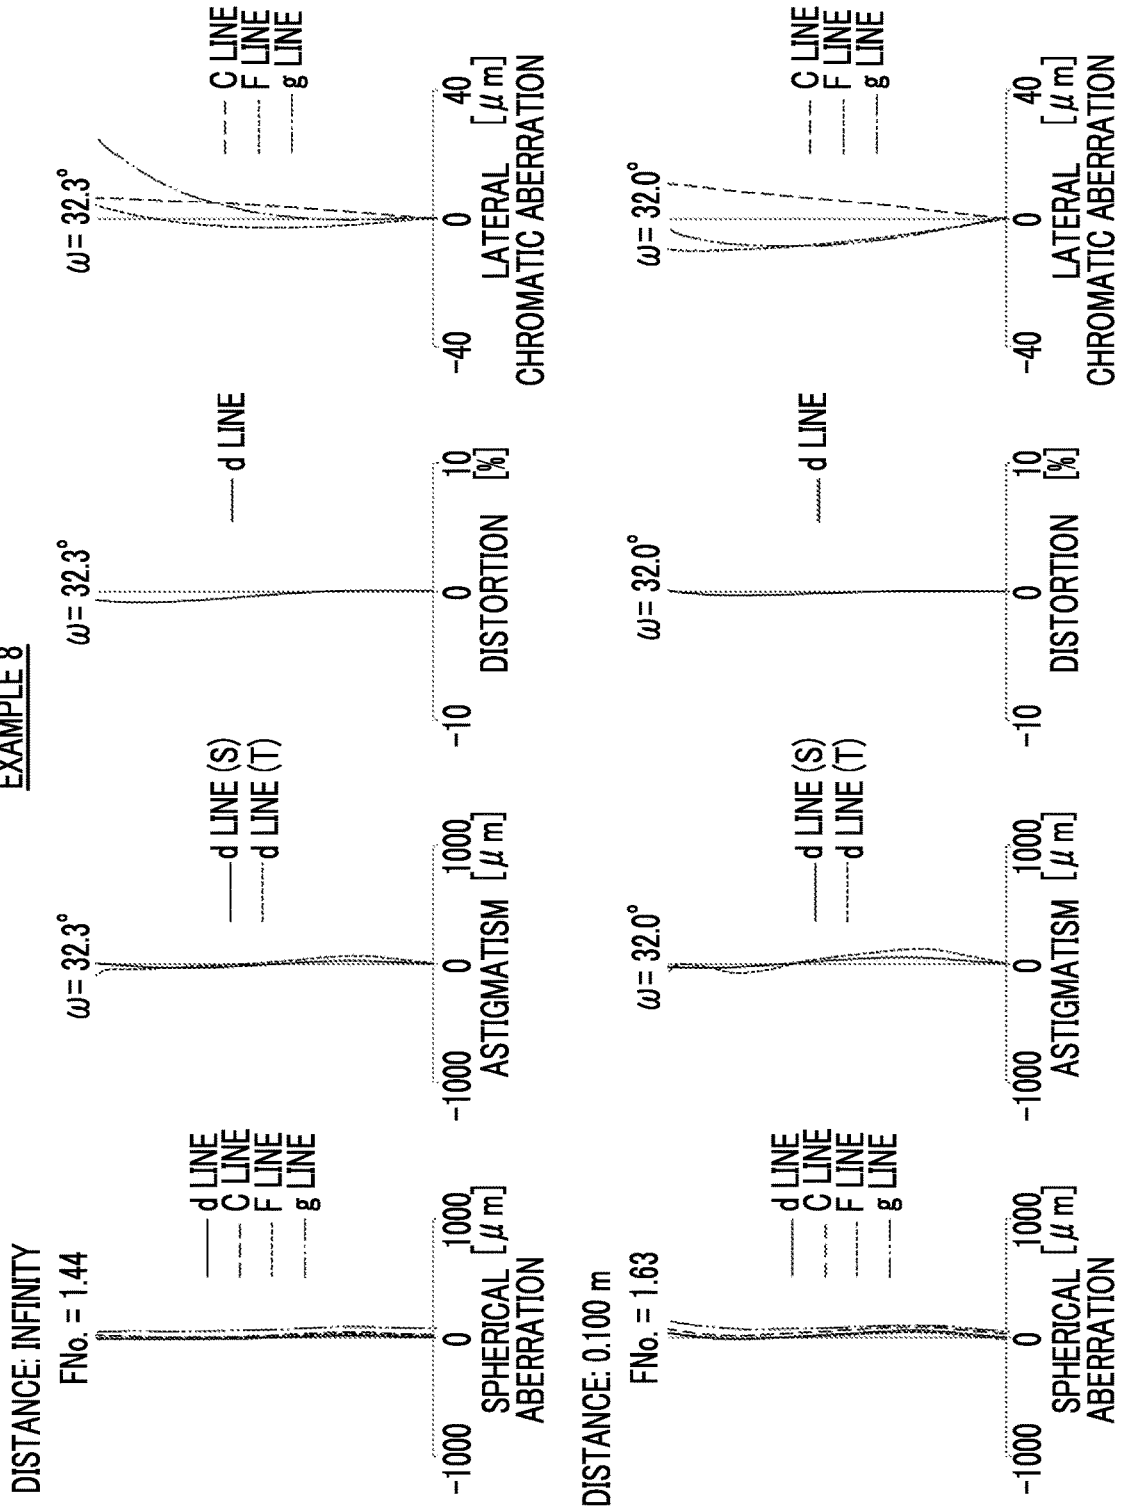 EXAMPLE 8
DISTANCE: INFINITY
FNo. = 1.44
d LINE
C LINE
F LINE
g LINE
-1000 0 1000
[μm]
SPHERICAL
ABERRATION
ω= 32.3°
d LINE (S)
d LINE (T)
-1000 0 1000
[μm]
ASTIGMATISM
ω= 32.3°
d LINE
-10 0 10
[%]
DISTORTION
ω= 32.3°
C LINE
F LINE
g LINE
-40 0 40
[μm]
LATERAL
CHROMATIC ABERRATION
DISTANCE: 0.100 m
FNo. = 1.63
d LINE
C LINE
F LINE
g LINE
-1000 0 1000
[μm]
SPHERICAL
ABERRATION
ω= 32.0°
d LINE (S)
d LINE (T)
-1000 0 1000
[μm]
ASTIGMATISM
ω= 32.0°
d LINE
-10 0 10
[%]
DISTORTION
ω= 32.0°
C LINE
F LINE
g LINE
-40 0 40
[μm]
LATERAL
CHROMATIC ABERRATION